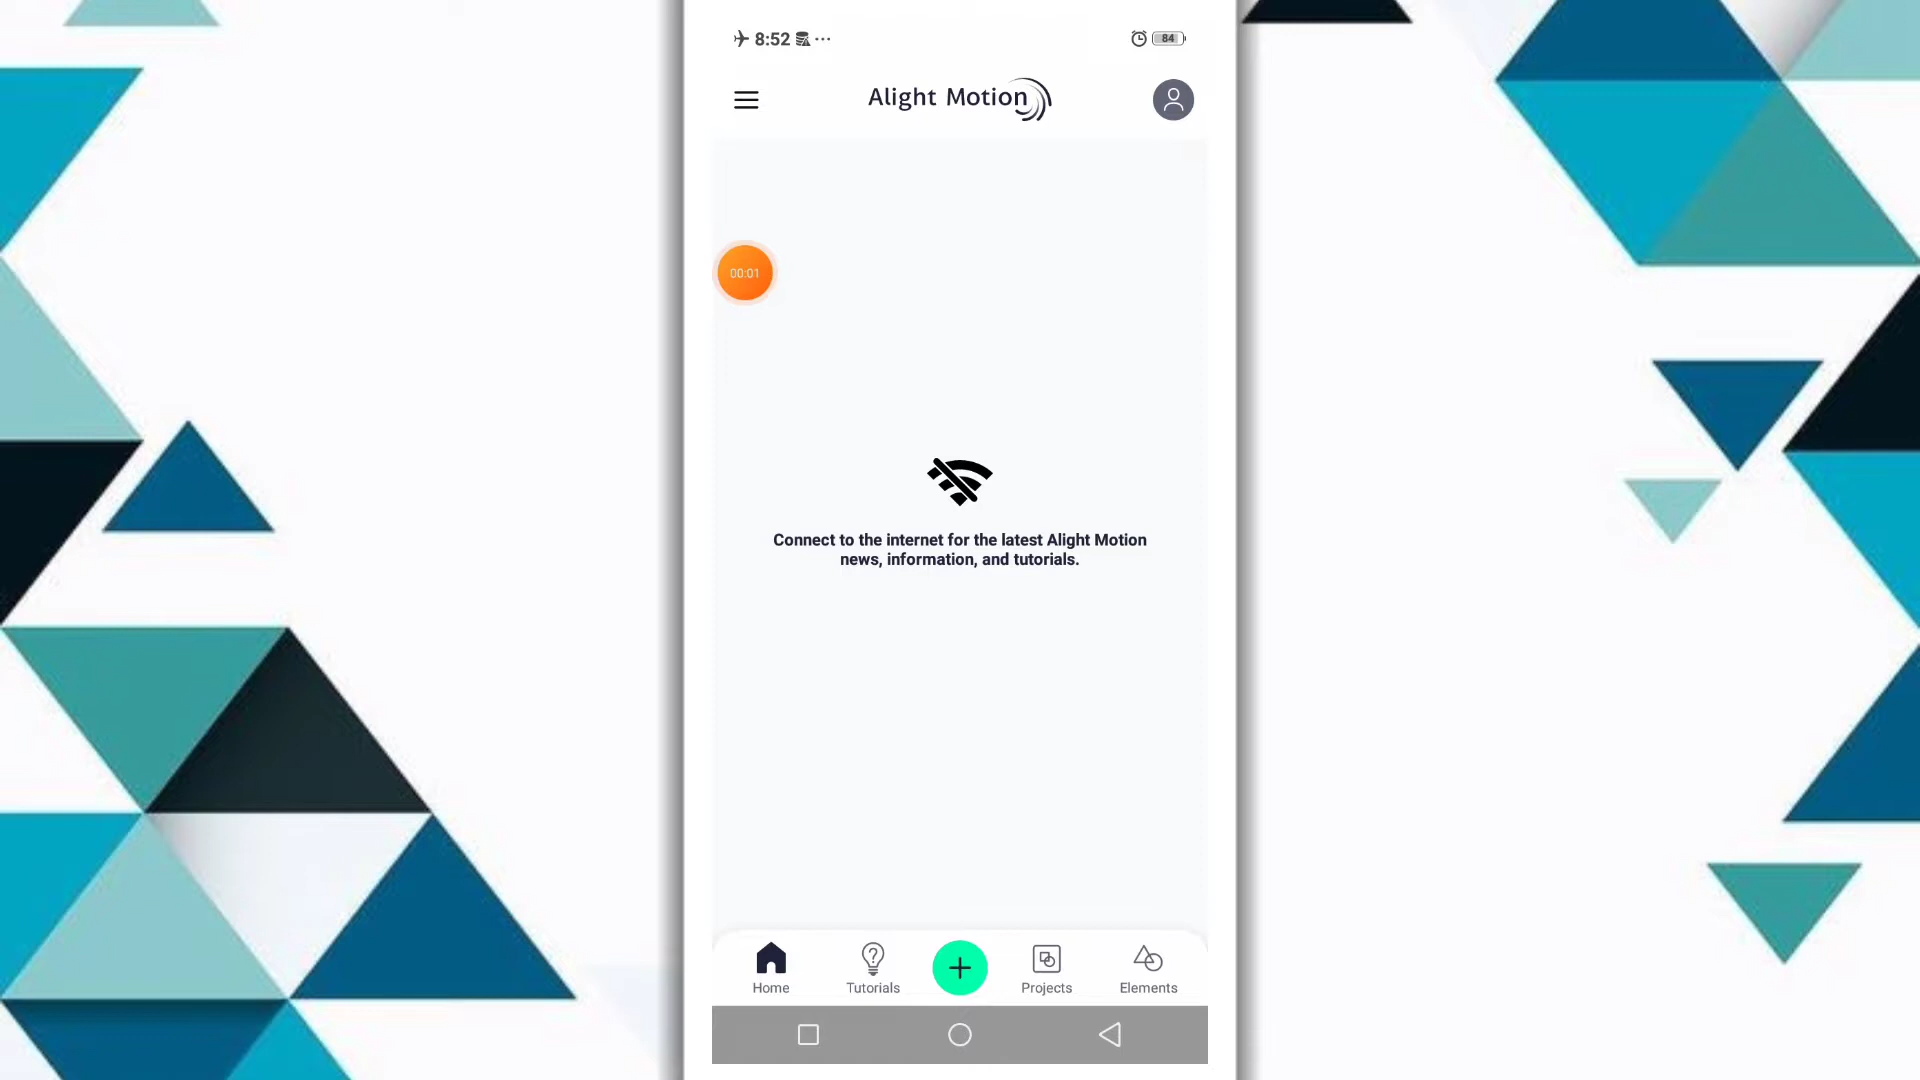 8:52
84
Alight Motion
00:01
Connect to the internet for the latest Alight Motion
news, information, and tutorials.
Home
Tutorials
Projects
Elements